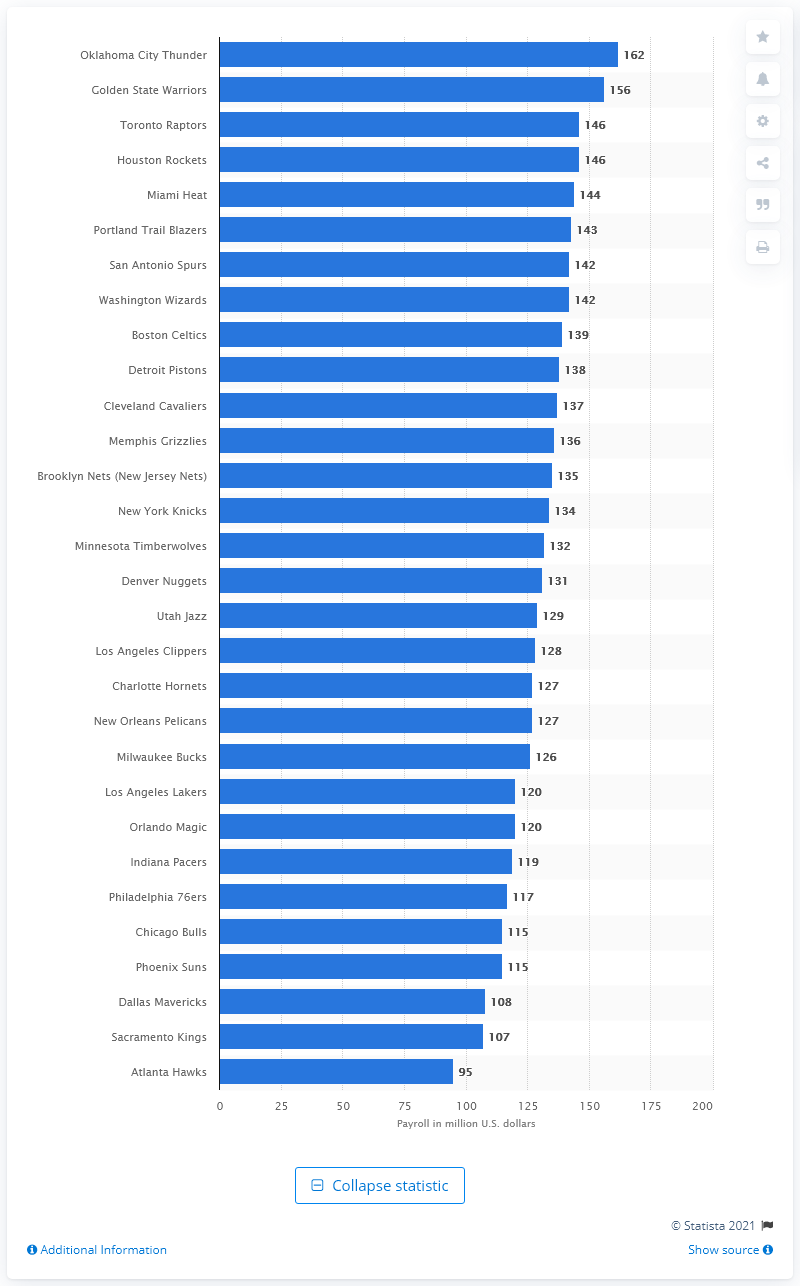 Oklahoma City Thunder 162
Golden State Warriors 156
Toronto Raptors 146
Houston Rockets 146
Miami Heat 144
Portland Trail Blazers 143
San Antonio Spurs 142
Washington Wizards 142
Boston Celtics 139
Detroit Pistons 138
Cleveland Cavaliers 137
Memphis Grizzlies 136
Brooklyn Nets (New Jersey Nets) 135
New York Knicks 134
Minnesota Timberwolves 132
Denver Nuggets 131
Utah Jazz 129
Los Angeles Clippers 128
Charlotte Hornets 127
New Orleans Pelicans 127
Milwaukee Bucks 126
Los Angeles Lakers 120
Orlando Magic 120
Indiana Pacers 119
Philadelphia 76ers 117
Chicago Bulls 115
Phoenix Suns 115
Dallas Mavericks 108
Sacramento Kings 107
Atlanta Hawks 95
0 25 50 75 100 125 150 175 200
Payroll in million U.S. dollars
Collapse statistic
© Statista 2021
Additional Information Show source